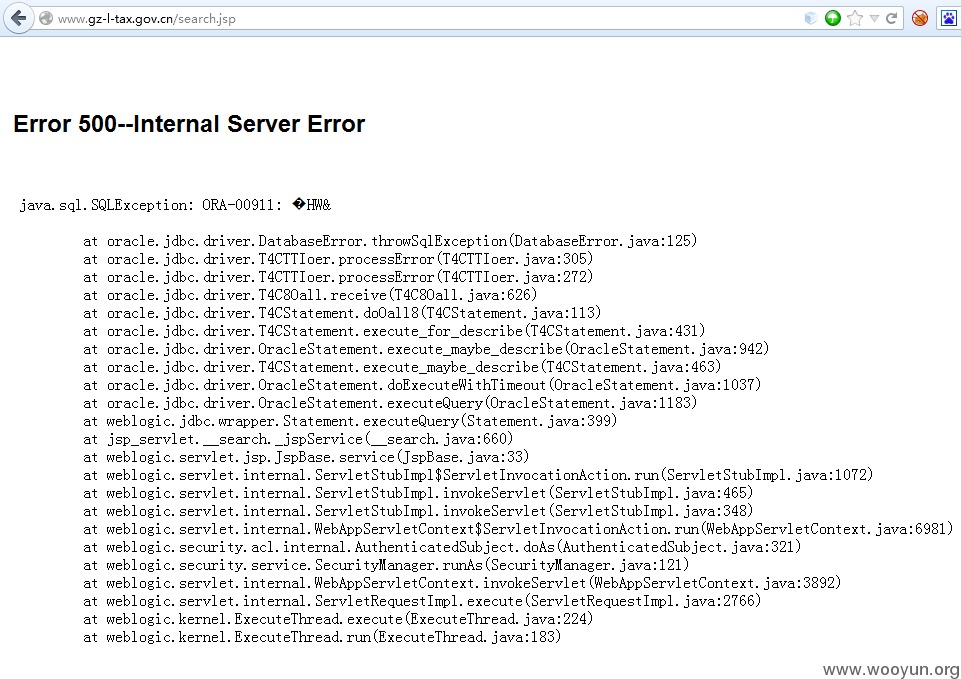 www.gz-l-tax.gov.cn/search.jsp
Error 500--Internal Server Error
java.sql.SQLException: ORA-00911: �HW&
at oracle.jdbc.driver.DatabaseError.throwSqlException(DatabaseError.java:125)
at oracle.jdbc.driver.T4CTTIoer.processError(T4CTTIoer.java:305)
at oracle.jdbc.driver.T4CTTIoer.processError(T4CTTIoer.java:272)
at oracle.jdbc.driver.T4C8Oall.receive(T4C8Oall.java:626)
at oracle.jdbc.driver.T4CStatement.doOall8(T4CStatement.java:113)
at oracle.jdbc.driver.T4CStatement.execute_for_describe(T4CStatement.java:431)
at oracle.jdbc.driver.OracleStatement.execute_maybe_describe(OracleStatement.java:942)
at oracle.jdbc.driver.T4CStatement.execute_maybe_describe(T4CStatement.java:463)
at oracle.jdbc.driver.OracleStatement.doExecuteWithTimeout(OracleStatement.java:1037)
at oracle.jdbc.driver.OracleStatement.executeQuery(OracleStatement.java:1183)
at weblogic.jdbc.wrapper.Statement.executeQuery(Statement.java:399)
at jsp_servlet.__search._jspService(__search.java:660)
at weblogic.servlet.jsp.JspBase.service(JspBase.java:33)
at weblogic.servlet.internal.ServletStubImpl$ServletInvocationAction.run(ServletStubImpl.java:1072)
at weblogic.servlet.internal.ServletStubImpl.invokeServlet(ServletStubImpl.java:465)
at weblogic.servlet.internal.ServletStubImpl.invokeServlet(ServletStubImpl.java:348)
at weblogic.servlet.internal.WebAppServletContext$ServletInvocationAction.run(WebAppServletContext.java:6981)
at weblogic.security.acl.internal.AuthenticatedSubject.doAs(AuthenticatedSubject.java:321)
at weblogic.security.service.SecurityManager.runAs(SecurityManager.java:121)
at weblogic.servlet.internal.WebAppServletContext.invokeServlet(WebAppServletContext.java:3892)
at weblogic.servlet.internal.ServletRequestImpl.execute(ServletRequestImpl.java:2766)
at weblogic.kernel.ExecuteThread.execute(ExecuteThread.java:224)
at weblogic.kernel.ExecuteThread.run(ExecuteThread.java:183)
www.wooyun.org